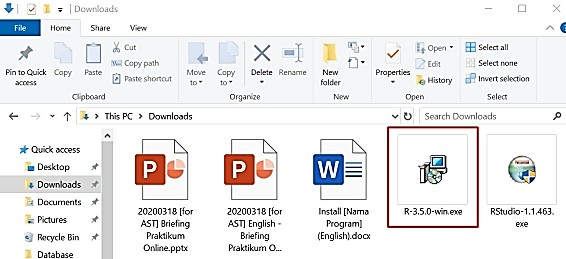 Downloads
File
Home
Share
View
Pin to Quick access
Copy
Paste
Cut
Copy path
Paste shortcut
Clipboard
Move to
Copy to
Delete
Rename
Organize
New folder
New
Properties
Open
Edit
History
Open
Select all
Select none
Invert selection
Select
This PC > Downloads
Search Downloads
Quick access
Desktop
Downloads
Documents
Pictures
Recycle Bin
Database
20200318 [for
AST] Briefing
Praktikum
Online.pptx
20200318 [for
AST] English -
Briefing
Praktikum O...
Install [Nama
Program]
(English).docx
R-3.5.0-win.exe
RStudio-1.1.463.
exe